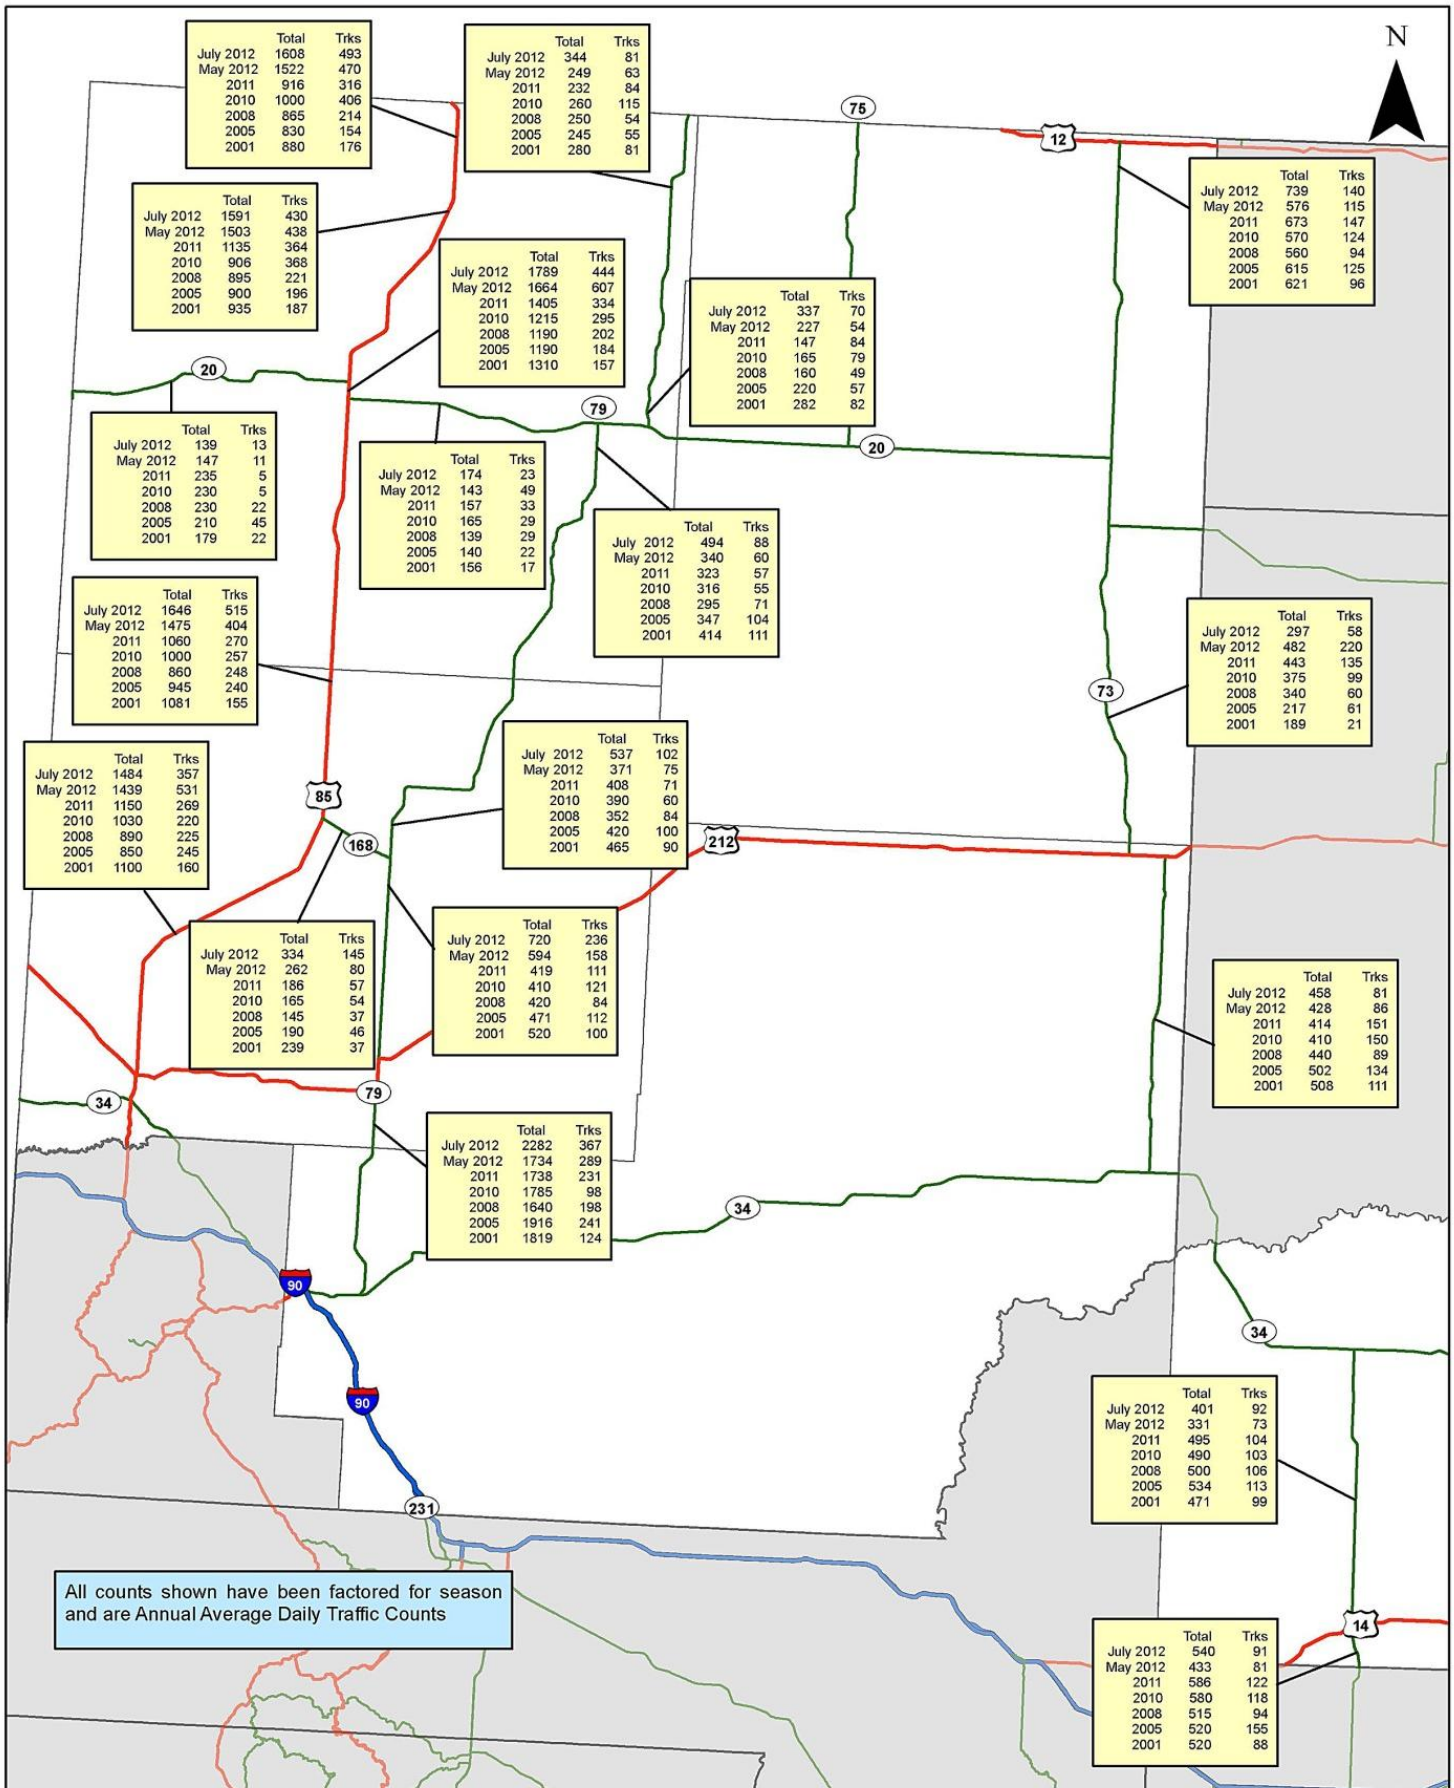 Total Trks
July 2012 1608 493
May 2012 1522 470
2011 916 316
2010 1000 406
2008 865 214
2005 830 154
2001 880 176
Total Trks
July 2012 344 81
May 2012 249 63
2011 232 84
2010 260 115
2008 250 54
2005 245 55
2001 280 81
N
75
12
Total Trks
July 2012 739 140
May 2012 576 115
2011 673 147
2010 570 124
2008 560 94
2005 615 125
2001 621 96
Total Trks
July 2012 1591 430
May 2012 1503 438
2011 1135 364
2010 906 368
2008 895 221
2005 900 196
2001 935 187
Total Trks
July 2012 1789 444
May 2012 1664 607
2011 1405 334
2010 1215 295
2008 1190 202
2005 1190 184
2001 1310 157
Total Trks
July 2012 337 70
May 2012 227 54
2011 147 84
2010 165 79
2008 160 49
2005 220 57
2001 282 82
20
79
20
Total Trks
July 2012 139 13
May 2012 147 11
2011 235 5
2010 230 5
2008 230 22
2005 210 45
2001 179 22
Total Trks
July 2012 174 23
May 2012 143 49
2011 157 33
2010 165 29
2008 139 29
2005 140 22
2001 156 17
Total Trks
July 2012 494 88
May 2012 340 60
2011 323 57
2010 316 55
2008 295 71
2005 347 104
2001 414 111
Total Trks
July 2012 1646 515
May 2012 1475 404
2011 1060 270
2010 1000 257
2008 860 248
2005 945 240
2001 1081 155
Total Trks
July 2012 297 58
May 2012 482 220
2011 443 135
2010 375 99
2008 340 60
2005 217 61
2001 189 21
73
Total Trks
July 2012 1484 357
May 2012 1439 531
2011 1150 269
2010 1030 220
2008 890 225
2005 850 245
2001 1100 160
Total Trks
July 2012 537 102
May 2012 371 75
2011 408 71
2010 390 60
2008 352 84
2005 420 100
2001 465 90
85
168
212
Total Trks
July 2012 334 145
May 2012 262 80
2011 186 57
2010 165 54
2008 145 37
2005 190 46
2001 239 37
Total Trks
July 2012 720 236
May 2012 594 158
2011 419 111
2010 410 121
2008 420 84
2005 471 112
2001 520 100
Total Trks
July 2012 458 81
May 2012 428 86
2011 414 151
2010 410 150
2008 440 89
2005 502 134
2001 508 111
34
79
Total Trks
July 2012 2282 367
May 2012 1734 289
2011 1738 231
2010 1785 98
2008 1640 198
2005 1916 241
2001 1819 124
34
90
34
90
Total Trks
July 2012 401 92
May 2012 331 73
2011 495 104
2010 490 103
2008 500 106
2005 534 113
2001 471 99
231
All counts shown have been factored for season
and are Annual Average Daily Traffic Counts
14
Total Trks
July 2012 540 91
May 2012 433 81
2011 586 122
2010 580 118
2008 515 94
2005 520 155
2001 520 88